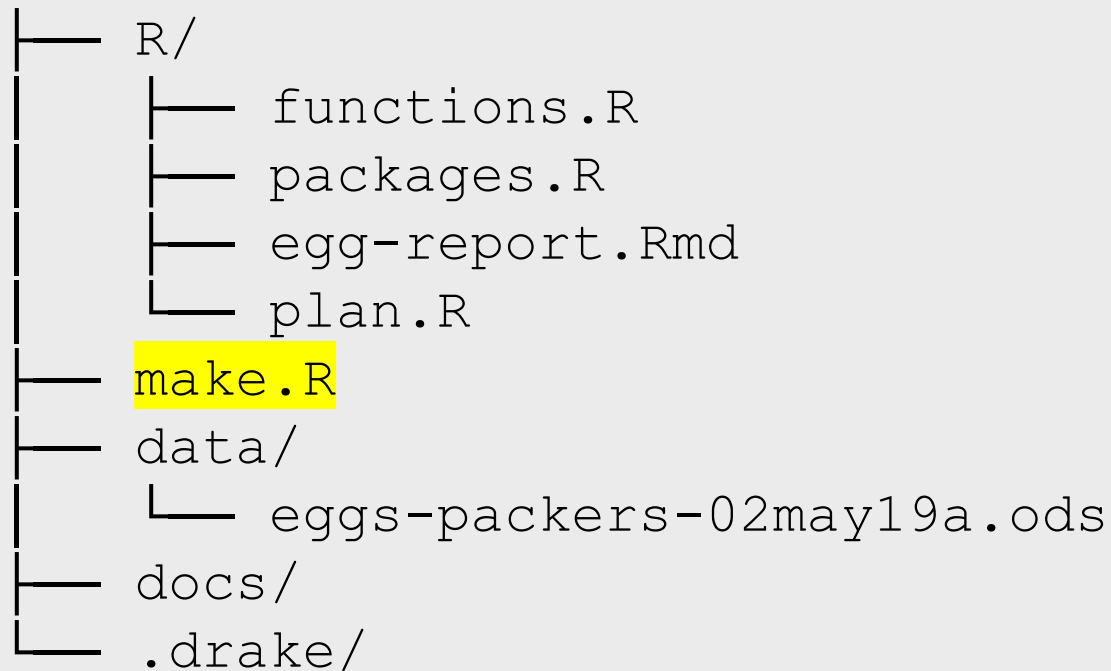 ├── R/
│   ├── functions.R
│   ├── packages.R
│   ├── egg-report.Rmd
│   └── plan.R
├── make.R
├── data/
│   └── eggs-packers-02may19a.ods
├── docs/
└── .drake/